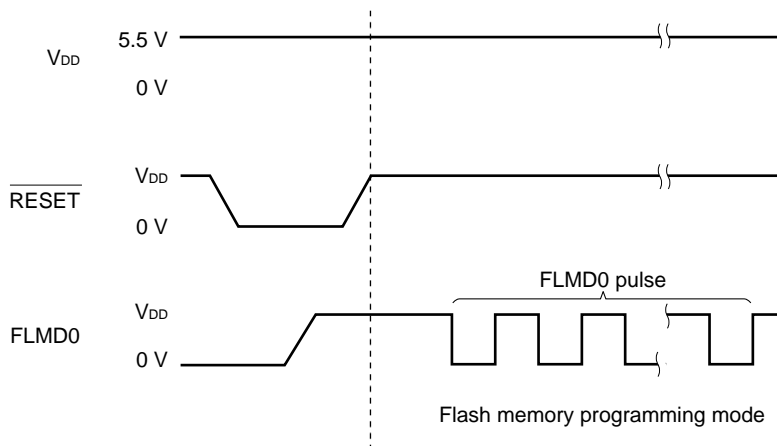 5.5 V
VDD
0 V
VDD
RESET
0 V
FLMD0 pulse
VDD
FLMD0
0 V
Flash memory programming mode